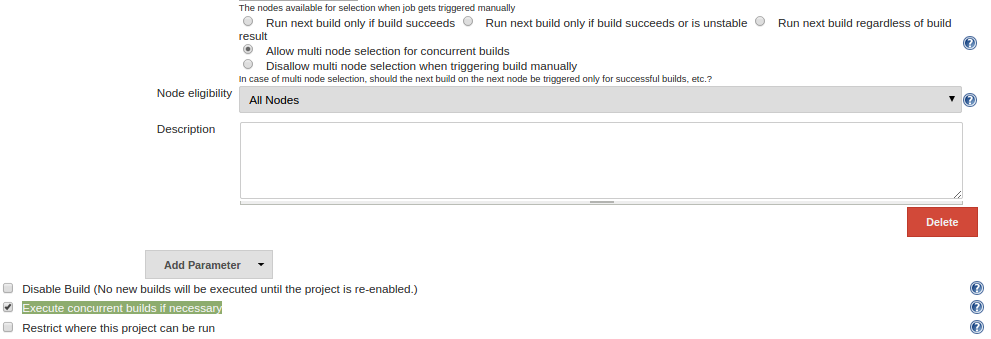 The nodes available for selection when job gets triggered manually
Run next build only if build succeeds Run next build only if build succeeds or is unstable Run next build regardless of build
result
Allow multi node selection for concurrent builds
Disallow multi node selection when triggering build manually
In case of multi node selection, should the next build on the next node be triggered only for successful builds, etc.?
Node eligibility
All Nodes
Description
Delete
Add Parameter
Disable Build (No new builds will be executed until the project is re-enabled.)
Execute concurrent builds if necessary
Restrict where this project can be run